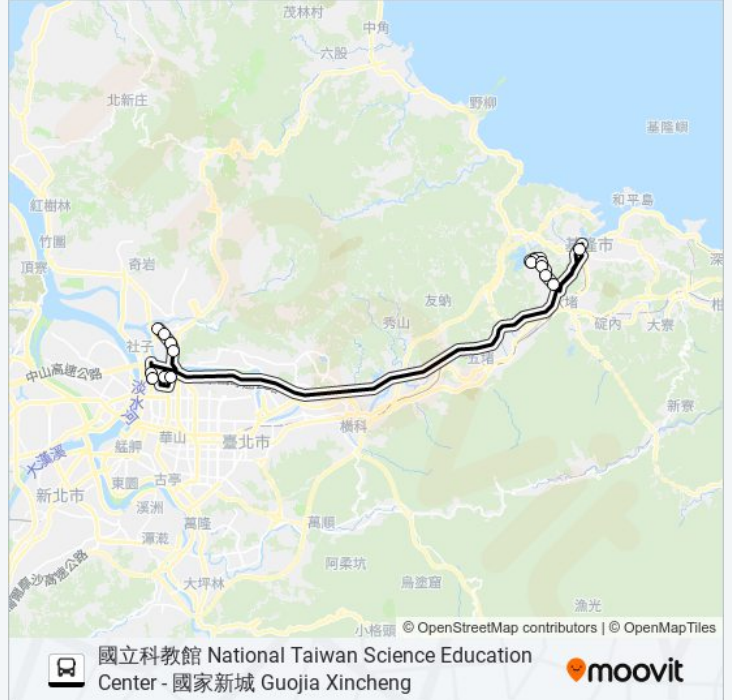 茂林村
中角
六股
北新庄
野柳
基隆嶼
和平島
紅樹林
竹圍
頂寮
奇岩
基隆市
深
友蚋
堵
秀山
碇內
大寮
社子
五堵
中山高速公路
新寮
淡水河
橫科
艋舺
華山
臺北市
大漢溪
東園
古亭
新北市
溪洲
萬隆
萬順
潭墘
阿柔坑
大坪林
烏塗窟
漁光
小格頭
© OpenStreetMap contributors | © OpenMapTiles
國立科教館 National Taiwan Science Education
Center - 國家新城 Guojia Xincheng
moovit